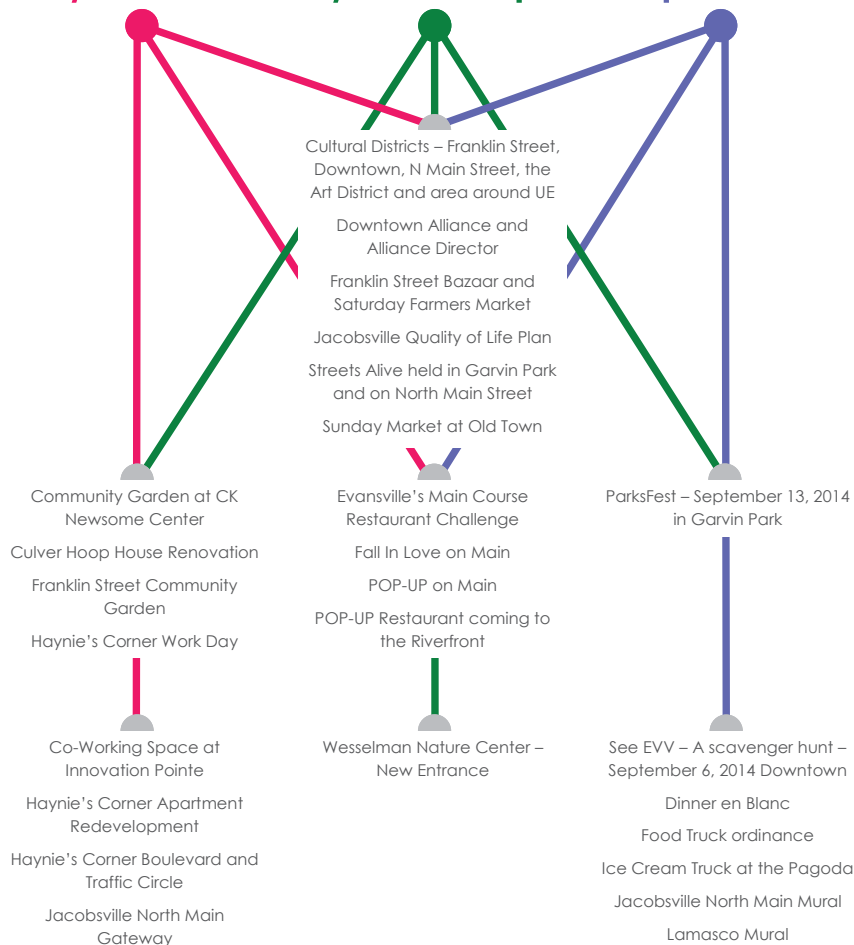 Cultural Districts – Franklin Street,
Downtown, N Main Street, the
Art District and area around UE
Downtown Alliance and
Alliance Director
Franklin Street Bazaar and
Saturday Farmers Market
Jacobsville Quality of Life Plan
Streets Alive held in Garvin Park
and on North Main Street
Sunday Market at Old Town
Community Garden at CK
Newsome Center
Culver Hoop House Renovation
Franklin Street Community
Garden
Haynie’s Corner Work Day
Evansville’s Main Course
Restaurant Challenge
Fall In Love on Main
POP-UP on Main
POP-UP Restaurant coming to
the Riverfront
ParksFest – September 13, 2014
in Garvin Park
Co-Working Space at
Innovation Pointe
Haynie’s Corner Apartment
Redevelopment
Haynie’s Corner Boulevard and
Traffic Circle
Jacobsville North Main
Gateway
Wesselman Nature Center –
New Entrance
See EVV – A scavenger hunt –
September 6, 2014 Downtown
Dinner en Blanc
Food Truck ordinance
Ice Cream Truck at the Pagoda
Jacobsville North Main Mural
Lamasco Mural